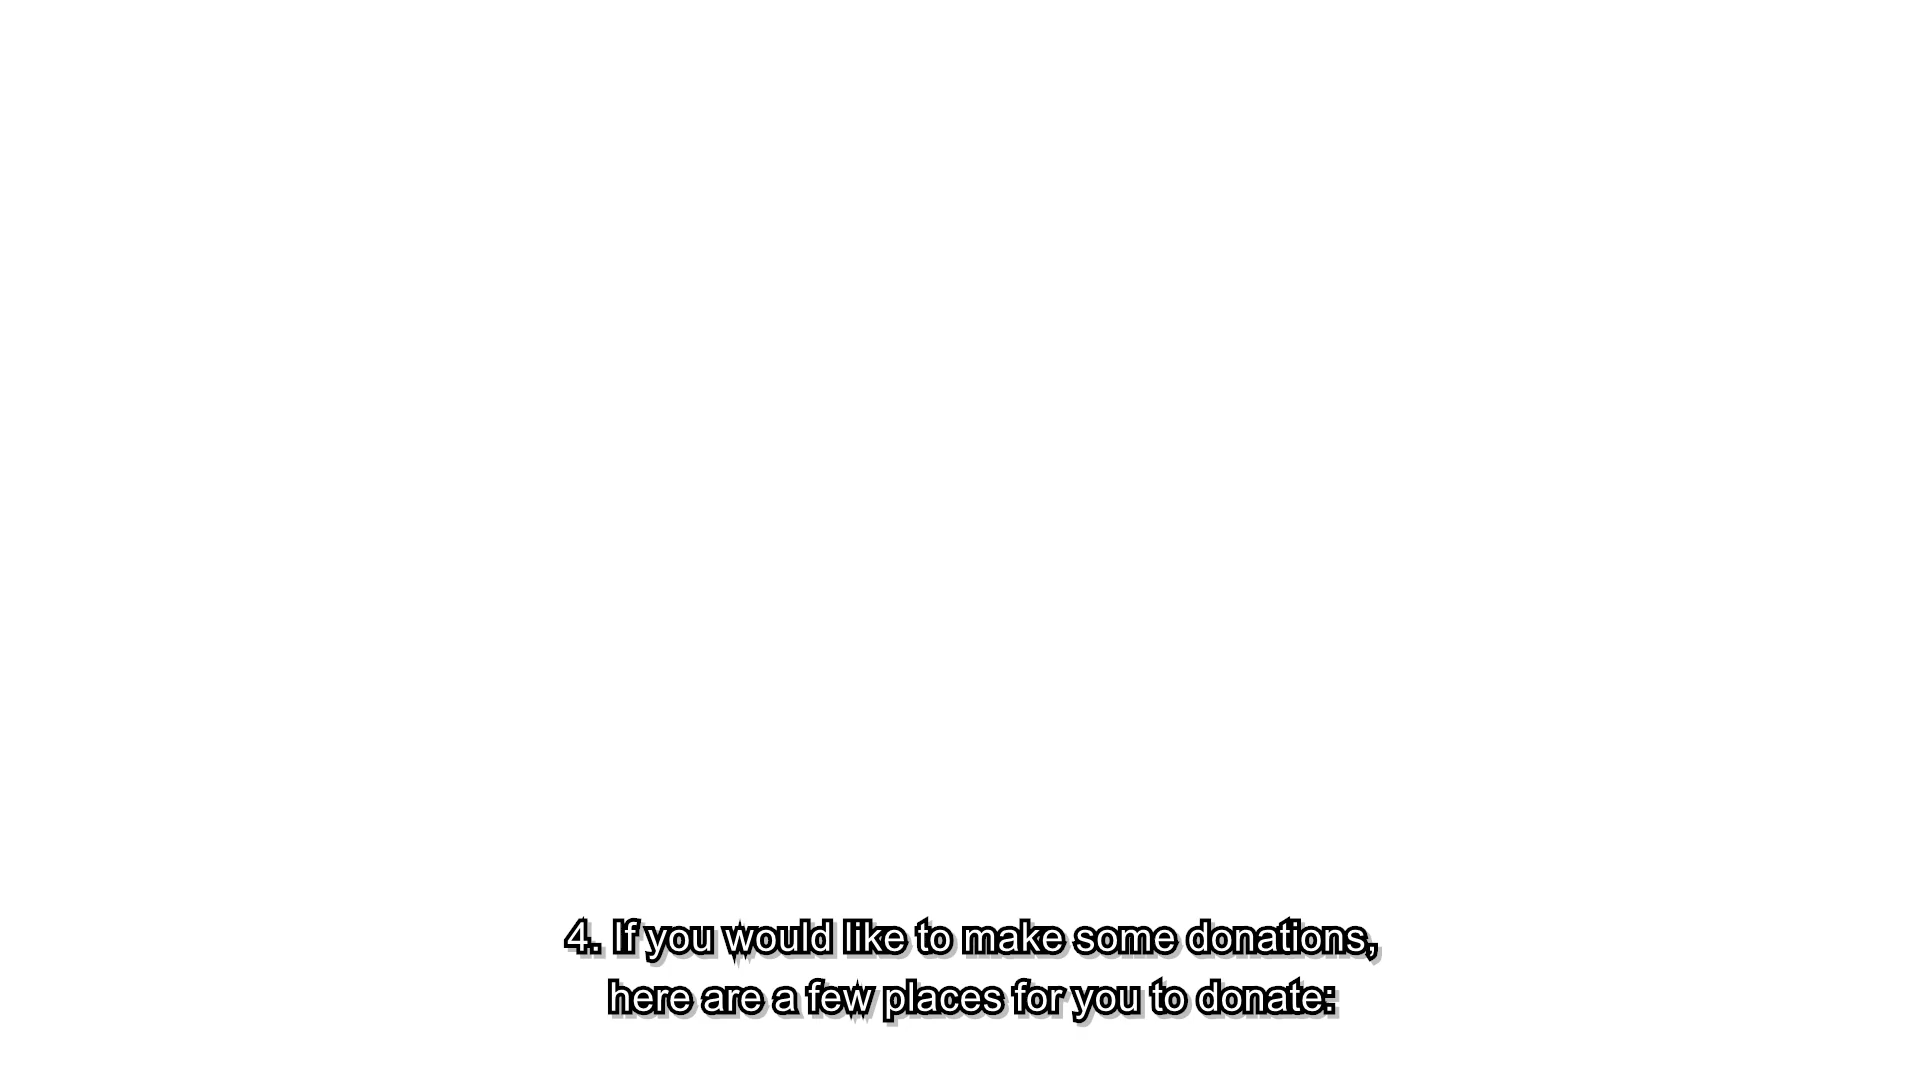 4. If you would like to make some donations,
here are a few places for you to donate: